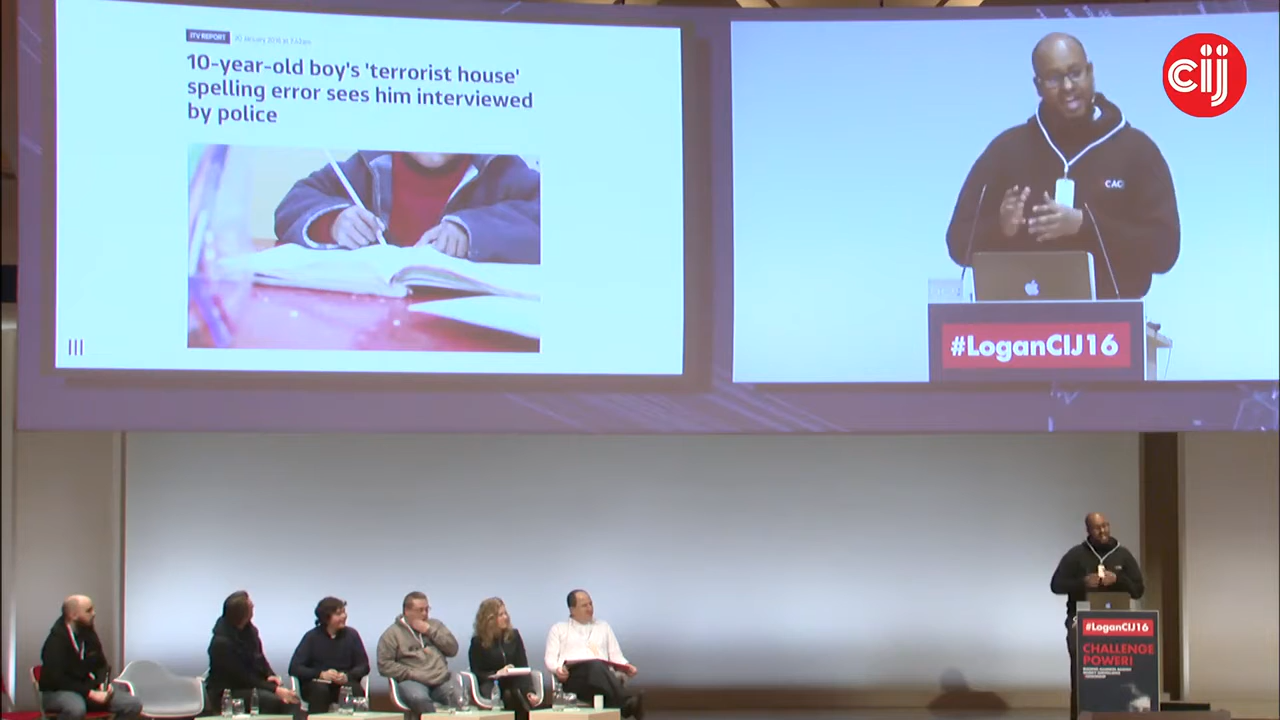 ITV REPORT
10-year-old boy's 'terrorist house'
spelling error sees him interviewed
by police
cij
CAC
#LoganCIJ16
#LoganCIJ16
CHALLENGE
POWER!